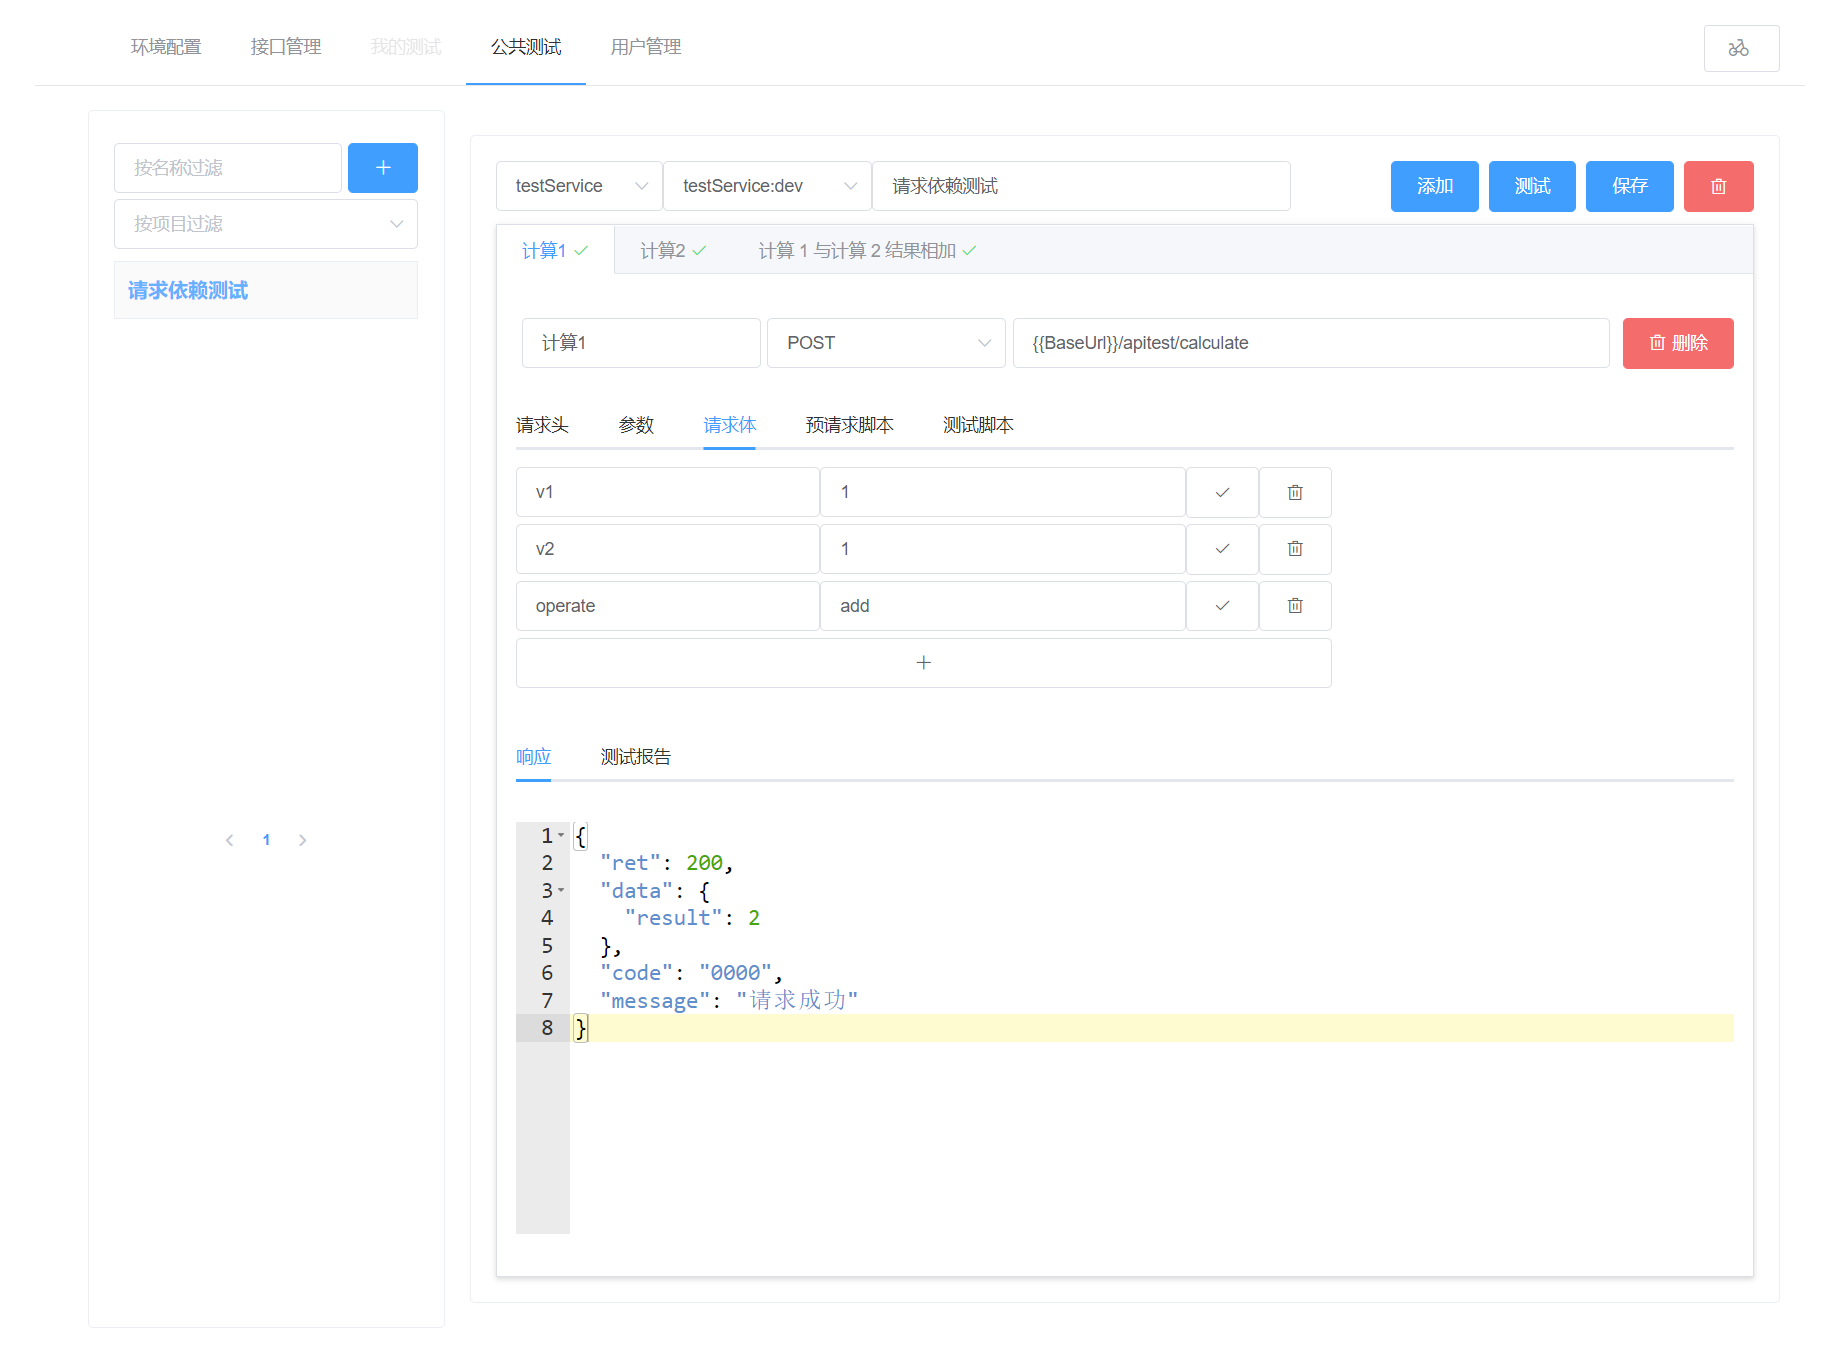 环境配置 接口管理 我的测试 公共测试 用户管理
按名称过滤
按项目过滤
请求依赖测试
1
testService testService:dev 请求依赖测试 添加 测试 保存
计算1 计算2 计算 1 与计算 2 结果相加
计算1 POST {{BaseUrl}}/apitest/calculate 删除
请求头 参数 请求体 预请求脚本 测试脚本
v1 1
v2 1
operate add
响应 测试报告
1 {
2 "ret": 200,
3 "data": {
4 "result": 2
5 },
6 "code": "0000",
7 "message": "请求成功"
8 }